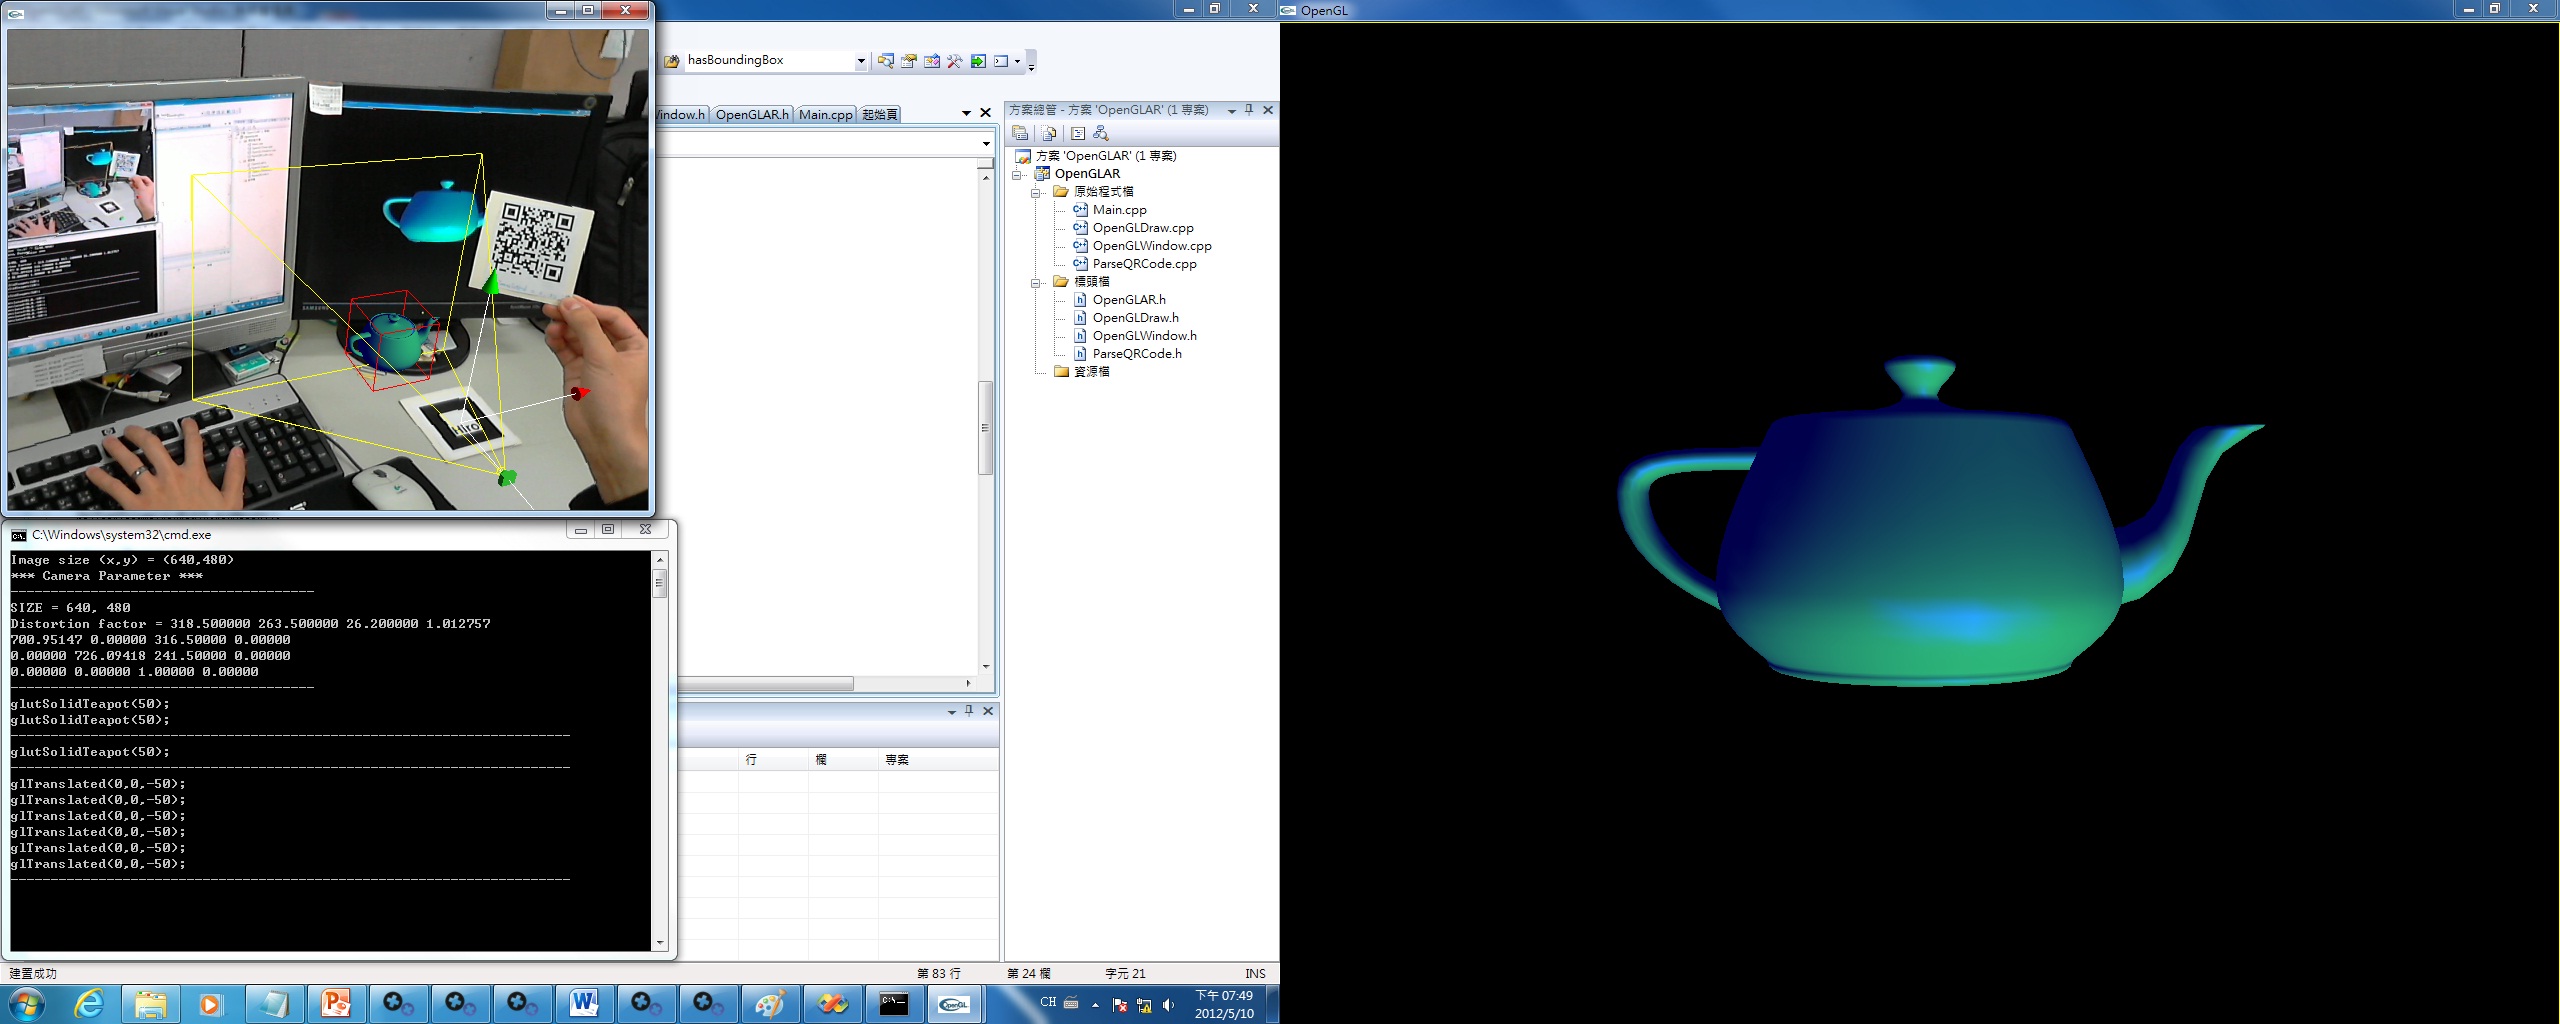 hasBoundingBox
OpenGL
Window.h OpenGLAR.h Main.cpp 起始頁
方案總管 - 方案 'OpenGLAR' (1 專案)
方案 'OpenGLAR' (1 專案)
OpenGLAR
原始程式檔
Main.cpp
OpenGLDraw.cpp
OpenGLWindow.cpp
ParseQRCode.cpp
標頭檔
OpenGLAR.h
OpenGLDraw.h
OpenGLWindow.h
ParseQRCode.h
資源檔
Hiro
C:\Windows\system32\cmd.exe
Image size (x,y) = (640,480)
*** Camera Parameter ***
--------------------------------------
SIZE = 640, 480
Distortion factor = 318.500000 263.500000 26.200000 1.012757
700.95147 0.00000 316.50000 0.00000
0.00000 726.09418 241.50000 0.00000
0.00000 0.00000 1.00000 0.00000
--------------------------------------
glutSolidTeapot(50);
glutSolidTeapot(50);
----------------------------------------------------------------------
glutSolidTeapot(50);
----------------------------------------------------------------------
glTranslated(0,0,-50);
glTranslated(0,0,-50);
glTranslated(0,0,-50);
glTranslated(0,0,-50);
glTranslated(0,0,-50);
glTranslated(0,0,-50);
----------------------------------------------------------------------
行 欄 專案
建置成功 第 83 行 第 24 欄 字元 21 INS
OpenGL
CH
下午 07:49
2012/5/10